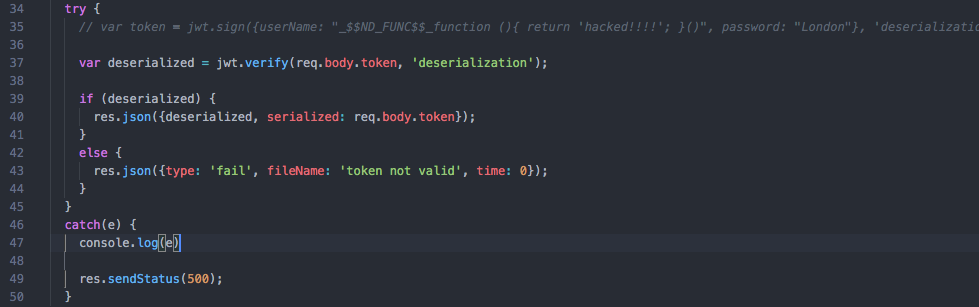 34 try {
35 // var token = jwt.sign({userName: "_$$ND_FUNC$$_function (){ return 'hacked!!!!'; }()", password: "London"}, 'deserializatio
36
37 var deserialized = jwt.verify(req.body.token, 'deserialization');
38
39 if (deserialized) {
40 res.json({deserialized, serialized: req.body.token});
41 }
42 else {
43 res.json({type: 'fail', fileName: 'token not valid', time: 0});
44 }
45 }
46 catch(e) {
47 console.log(e)
48
49 res.sendStatus(500);
50 }